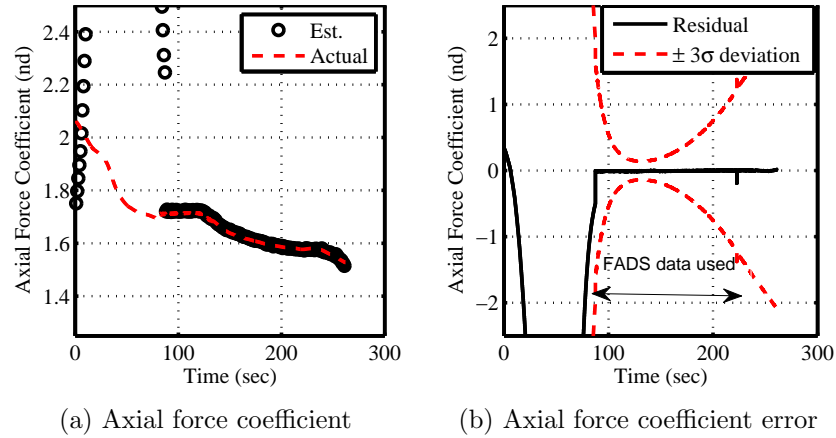 Axial Force Coefficient (nd)
2.4
2.2
2
1.8
1.6
1.4
0
100
200
300
Time (sec)
Est.
Actual
(a) Axial force coefficient
Axial Force Coefficient (nd)
2
1
0
−1
−2
0
100
200
300
Time (sec)
Residual
± 3σ deviation
FADS data used
(b) Axial force coefficient error